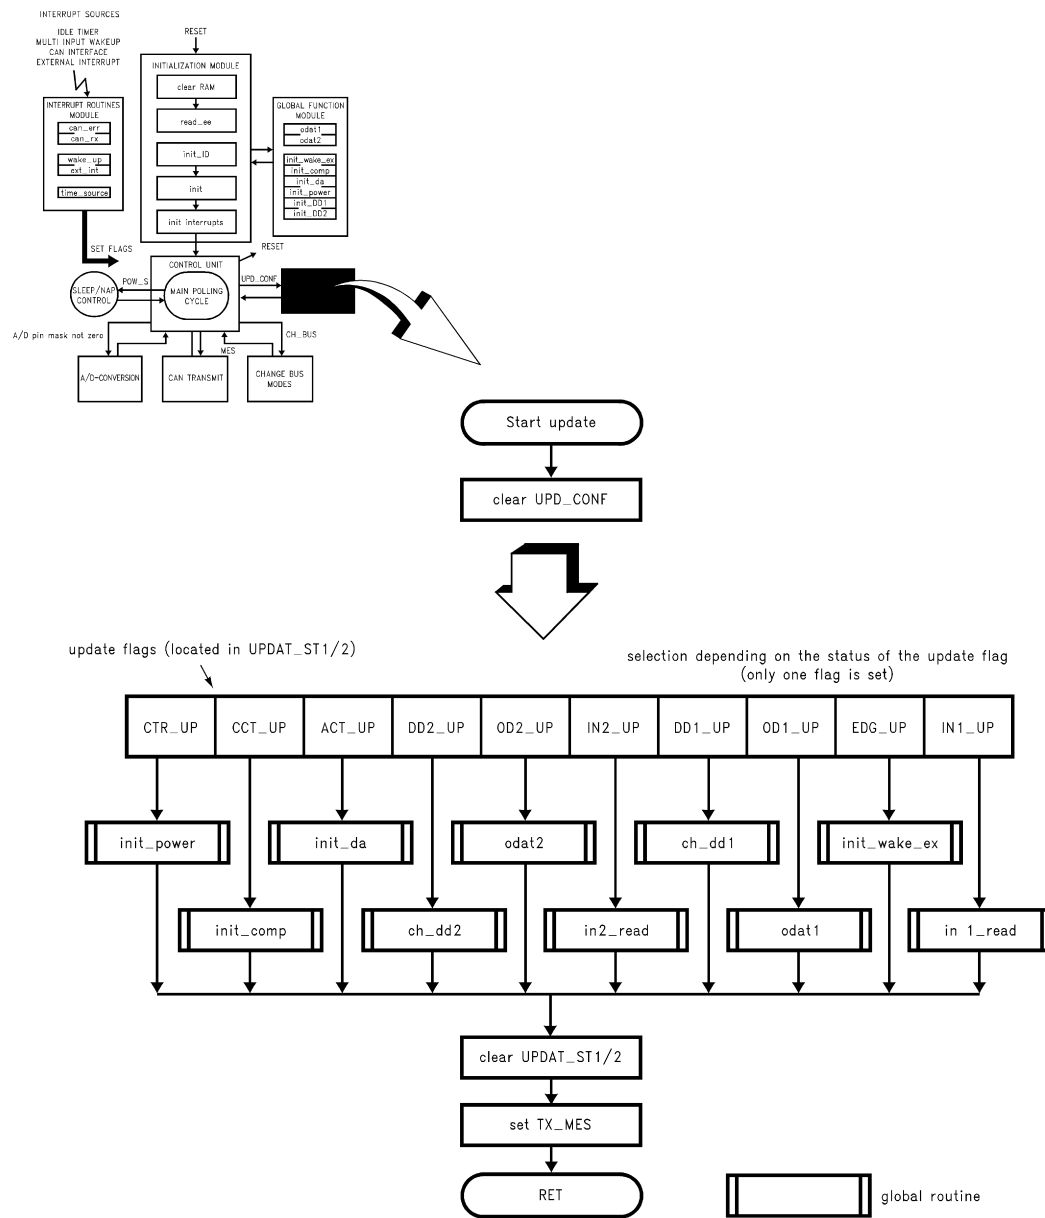 INTERRUPT SOURCES
IDLE TIMER
MULTI INPUT WAKEUP
CAN INTERFACE
EXTERNAL INTERRUPT
RESET
INITIALIZATION MODULE
clear RAM
read_ee
init_ID
init
init interrupts
INTERRUPT ROUTINES
MODULE
can_err
can_rx
wake_up
ext_int
time_source
GLOBAL FUNCTION
MODULE
odat1
odat2
init_wake_ex
init_comp
init_da
init_power
init_DD1
init_DD2
SET FLAGS
RESET
CONTROL UNIT
MAIN POLLING
CYCLE
POW_S
SLEEP/NAP
CONTROL
UPD_CONF
A/D pin mask not zero
MES
CH_BUS
A/D-CONVERSION
CAN TRANSMIT
CHANGE BUS
MODES
Start update
clear UPD_CONF
update flags (located in UPDAT_ST1/2)
selection depending on the status of the update flag
(only one flag is set)
CTR_UP CCT_UP ACT_UP DD2_UP OD2_UP IN2_UP DD1_UP OD1_UP EDG_UP IN1_UP
init_power init_da odat2 ch_dd1 init_wake_ex
init_comp ch_dd2 in2_read odat1 in 1_read
clear UPDAT_ST1/2
set TX_MES
RET
global routine